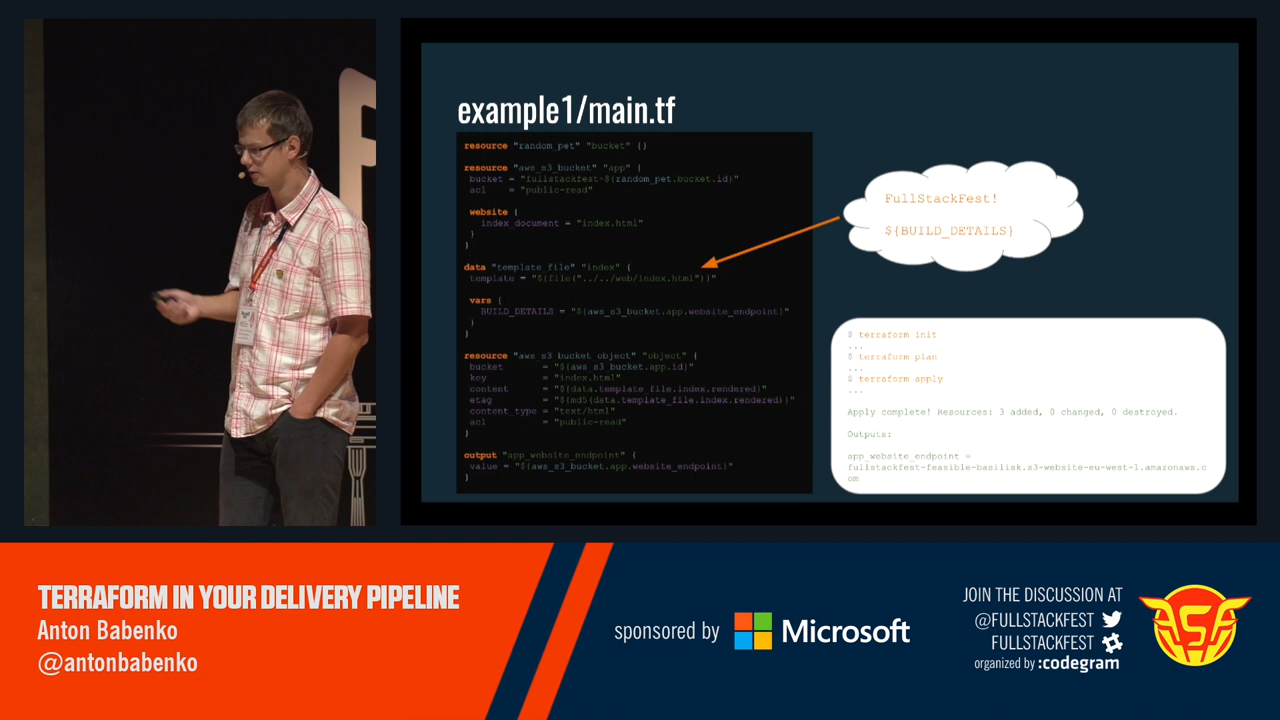 example1/main.tf
resource "random_pet" "bucket" {}
resource "aws_s3_bucket" "app" {
bucket = "fullstackfest-${random_pet.bucket.id}"
acl = "public-read"
website {
index_document = "index.html"
}
}
data "template_file" "index" {
template = "${file("../../web/index.html")}"
vars {
BUILD_DETAILS = "${aws_s3_bucket.app.website_endpoint}"
}
}
resource "aws_s3_bucket_object" "object" {
bucket = "${aws_s3_bucket.app.id}"
key = "index.html"
content = "${data.template_file.index.rendered}"
etag = "${md5(data.template_file.index.rendered)}"
content_type = "text/html"
acl = "public-read"
}
output "app_website_endpoint" {
value = "${aws_s3_bucket.app.website_endpoint}"
}
FullStackFest!
${BUILD_DETAILS}
$ terraform init
...
$ terraform plan
...
$ terraform apply
...
Apply complete! Resources: 3 added, 0 changed, 0 destroyed.
Outputs:
app_website_endpoint =
fullstackfest-feasible-basilisk.s3-website-eu-west-1.amazonaws.c
om
TERRAFORM IN YOUR DELIVERY PIPELINE
Anton Babenko
@antonbabenko
sponsored by Microsoft
JOIN THE DISCUSSION AT
@FULLSTACKFEST
FULLSTACKFEST
organized by :codegram
FSF